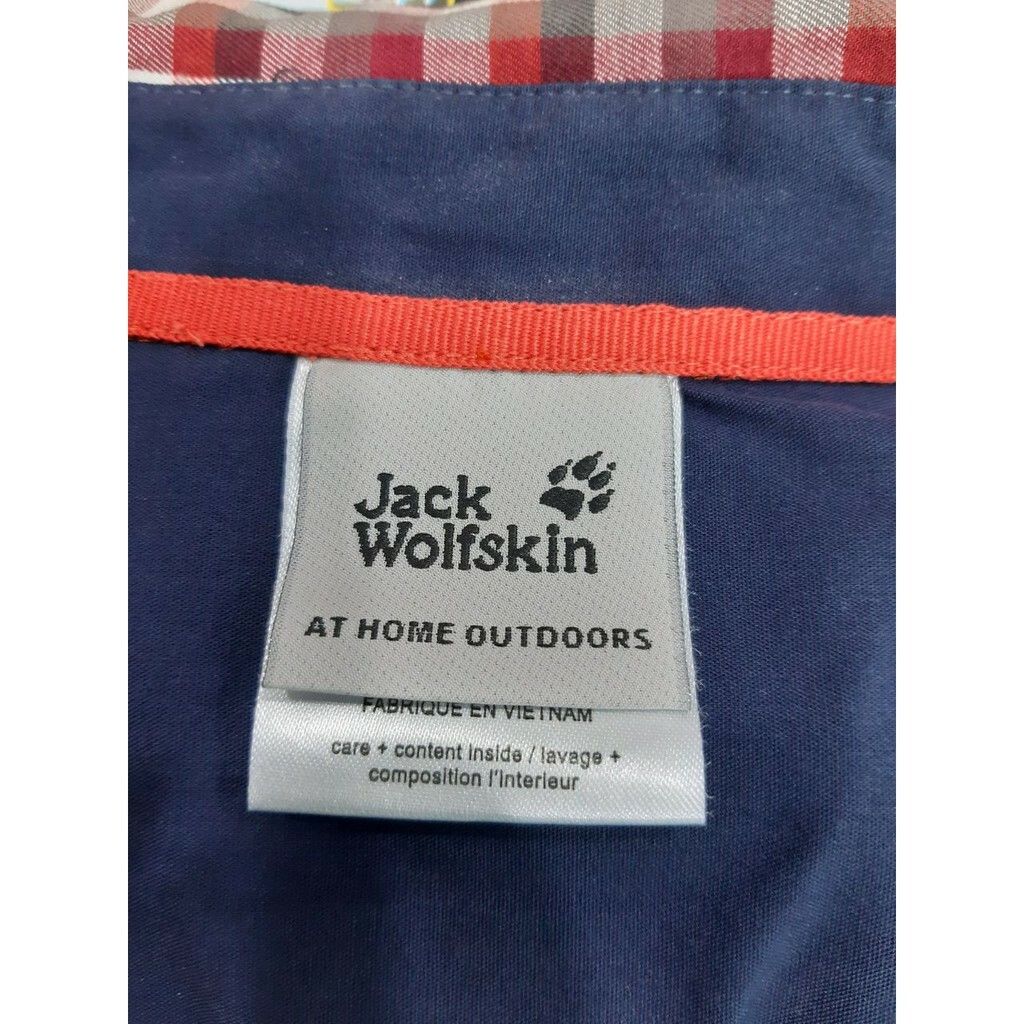 Jack
Wolfskin
AT HOME OUTDOORS
FABRIQUE EN VIETNAM
care + content inside / lavage +
composition l'interieur